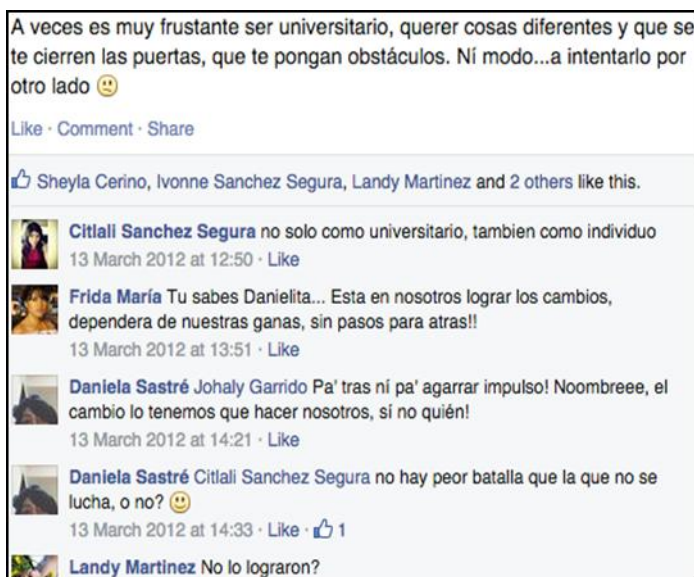 A veces es muy frustante ser universitario, querer cosas diferentes y que se
te cierren las puertas, que te pongan obstáculos. Ní modo...a intentarlo por
otro lado
Like · Comment · Share
Sheyla Cerino, Ivonne Sanchez Segura, Landy Martinez and 2 others like this.
Citlali Sanchez Segura no solo como universitario, tambien como individuo
13 March 2012 at 12:50 · Like
Frida María Tu sabes Danielita... Esta en nosotros lograr los cambios,
dependera de nuestras ganas, sin pasos para atras!!
13 March 2012 at 13:51 · Like
Daniela Sastré Johaly Garrido Pa' tras ní pa' agarrar impulso! Noombreee, el
cambio lo tenemos que hacer nosotros, sí no quién!
13 March 2012 at 14:21 · Like
Daniela Sastré Citlali Sanchez Segura no hay peor batalla que la que no se
lucha, o no?
13 March 2012 at 14:33 · Like · 1
Landy Martinez No lo lograron?